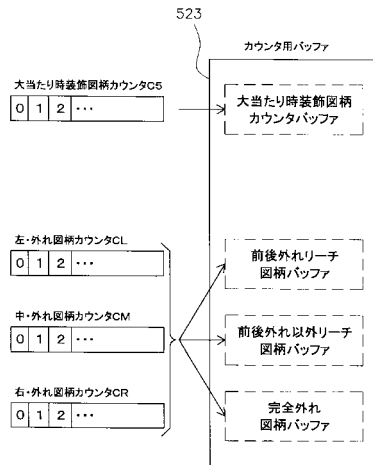 523
カウンタ用バッファ
大当たり時装飾図柄カウンタC5
0 1 2 ・・・
大当たり時装飾図柄
カウンタバッファ
左・外れ図柄カウンタCL
0 1 2 ・・・
前後外れリーチ
図柄バッファ
中・外れ図柄カウンタCM
0 1 2 ・・・
前後外れ以外リーチ
図柄バッファ
右・外れ図柄カウンタCR
0 1 2 ・・・
完全外れ
図柄バッファ